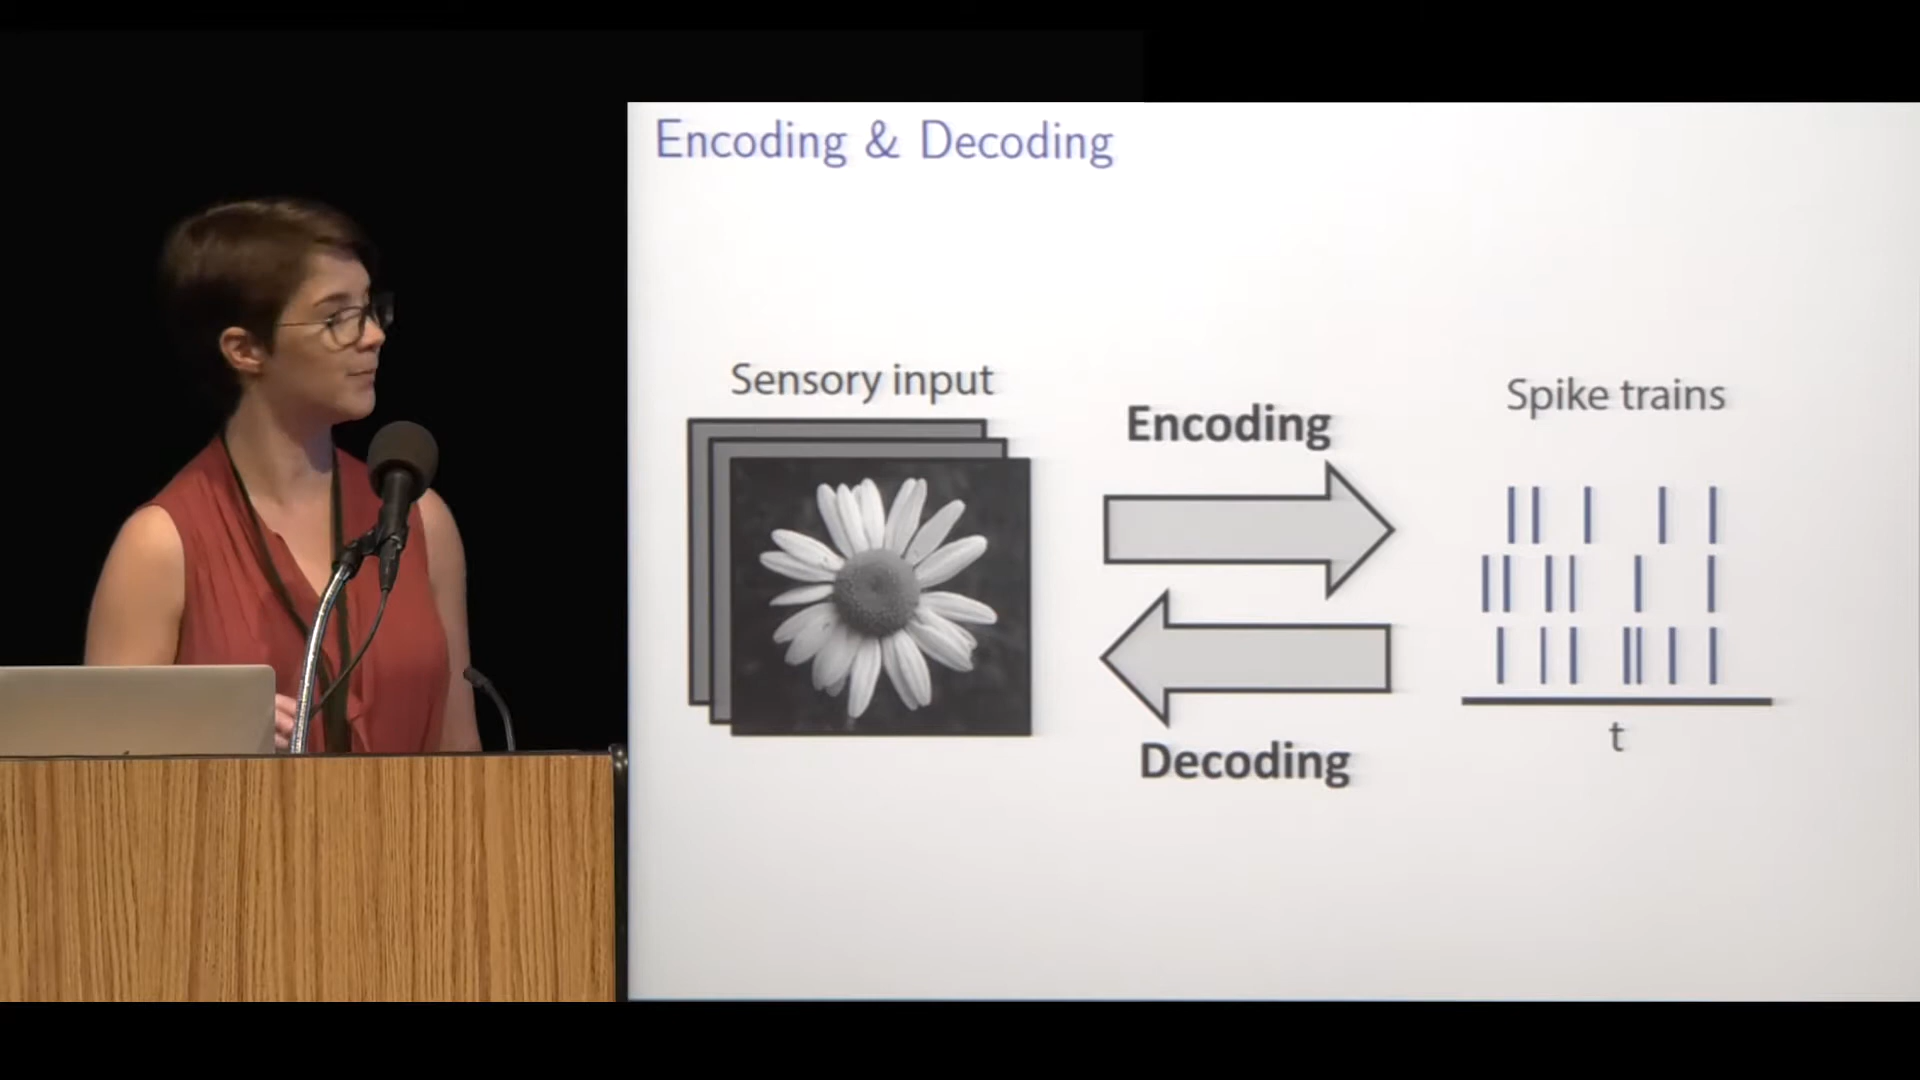 Encoding & Decoding
Sensory input
Encoding
Spike trains
Decoding
t